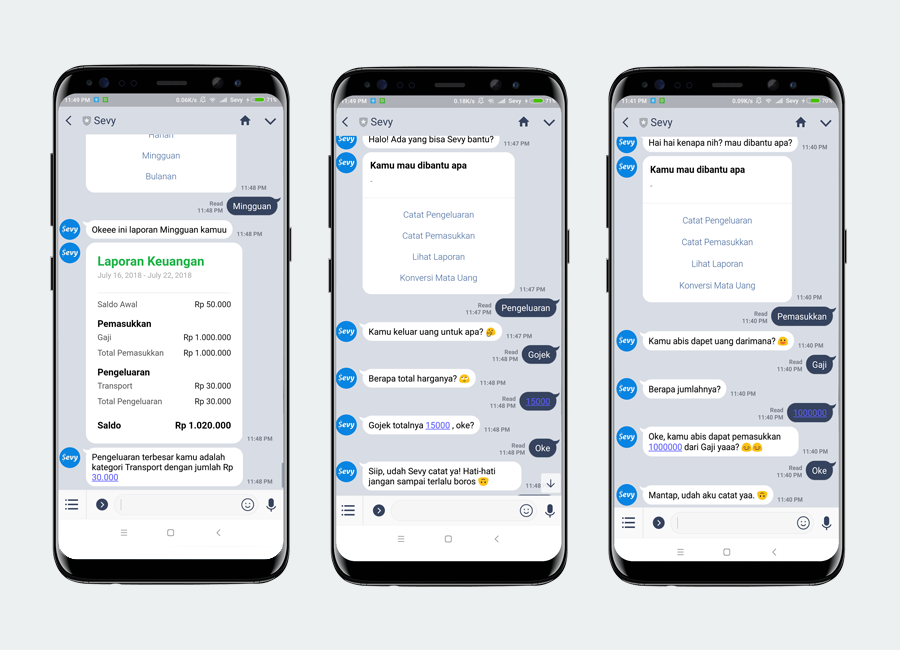 11:49 PM
0.06K/s
Sevy
71%
Sevy
Harian
Mingguan
Bulanan
11:48 PM
Read
11:48 PM
Mingguan
Sevy
Okeee ini laporan Mingguan kamuu
11:48 PM
Sevy
Laporan Keuangan
July 16, 2018 - July 22, 2018
Saldo Awal Rp 50.000
Pemasukkan
Gaji Rp 1.000.000
Total Pemasukkan Rp 1.000.000
Pengeluaran
Transport Rp 30.000
Total Pengeluaran Rp 30.000
Saldo Rp 1.020.000
11:48 PM
Sevy
Pengeluaran terbesar kamu adalah
kategori Transport dengan jumlah Rp
30.000
11:48 PM
11:49 PM
0.18K/s
Sevy
71%
Sevy
Sevy
Halo! Ada yang bisa Sevy bantu?
11:47 PM
Sevy
Kamu mau dibantu apa
-
Catat Pengeluaran
Catat Pemasukkan
Lihat Laporan
Konversi Mata Uang
11:47 PM
Read
11:47 PM
Pengeluaran
Sevy
Kamu keluar uang untuk apa? 🤔
11:47 PM
Read
11:48 PM
Gojek
Sevy
Berapa total harganya? 🙄
11:48 PM
Read
11:48 PM
15000
Sevy
Gojek totalnya 15000 , oke?
11:48 PM
Read
11:48 PM
Oke
Sevy
Siip, udah Sevy catat ya! Hati-hati
jangan sampai terlalu boros 🙃
11:48
11:41 PM
0.09K/s
Sevy
70%
Sevy
Sevy
Hai hai kenapa nih? mau dibantu apa?
11:40 PM
Sevy
Kamu mau dibantu apa
-
Catat Pengeluaran
Catat Pemasukkan
Lihat Laporan
Konversi Mata Uang
11:40 PM
Read
11:40 PM
Pemasukkan
Sevy
Kamu abis dapet uang darimana? 😮
11:40 PM
Read
11:40 PM
Gaji
Sevy
Berapa jumlahnya?
11:40 PM
Read
11:40 PM
1000000
Sevy
Oke, kamu abis dapat pemasukkan
1000000 dari Gaji yaaa? 😊😊
11:40 PM
Read
11:40 PM
Oke
Sevy
Mantap, udah aku catat yaa. 🙃
11:40 PM